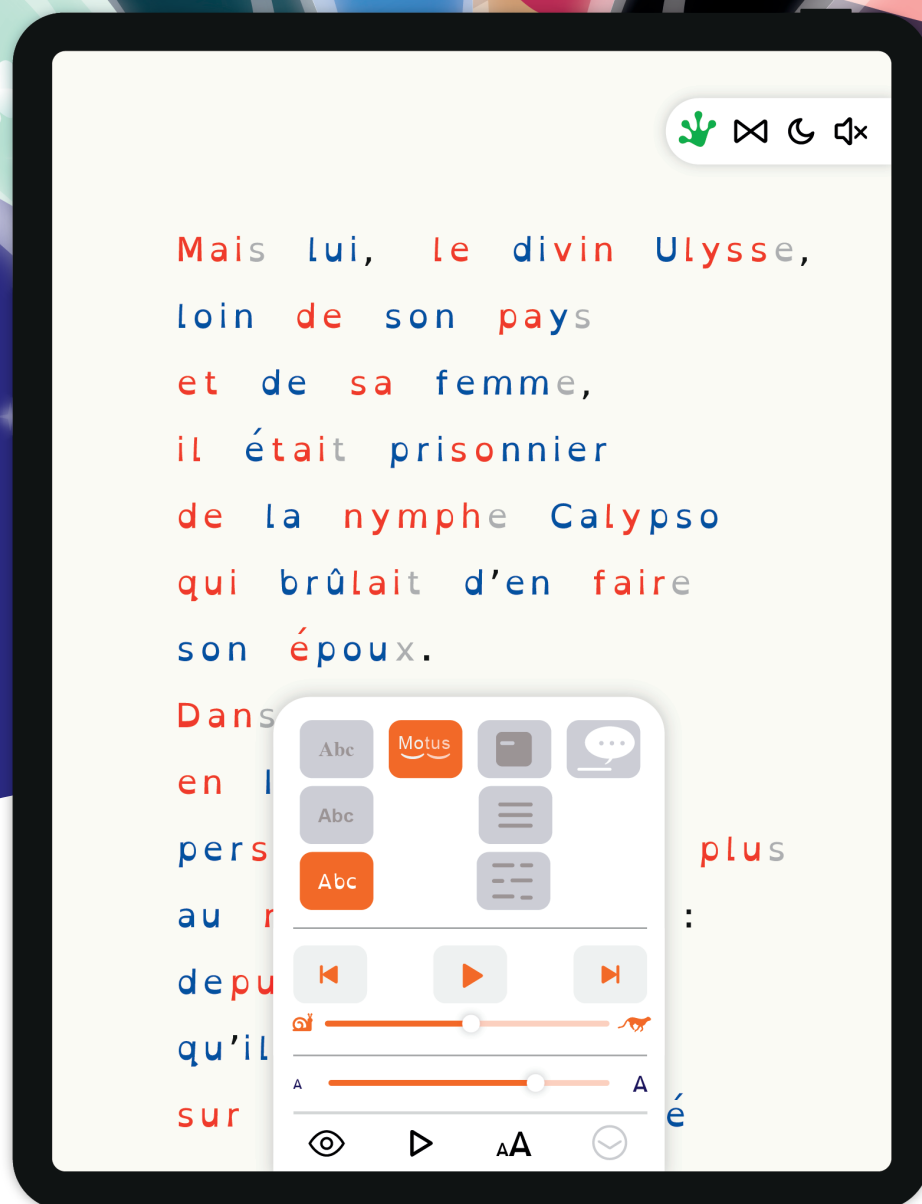 Mais lui, le divin Ulysse,
loin de son pays
et de sa femme,
il était prisonnier
de la nymphe Calypso
qui brûlait d'en faire
son époux.
Dans
en
pers plus
au :
depu
qu'il
sur é
Abc Motus
Abc
Abc
A A
AA